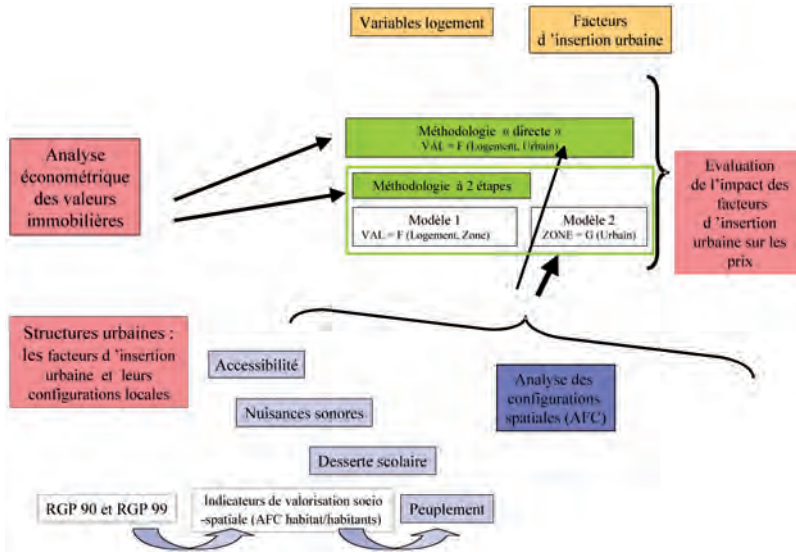 Variables logement
Facteurs
d ’insertion urbaine
Analyse
économétrique
des valeurs
immobilières
Méthodologie « directe »
VAL = F (Logement, Urbain)
Méthodologie à 2 étapes
Modèle 1
VAL = F (Logement, Zone)
Modèle 2
ZONE = G (Urbain)
Evaluation
de l’impact des
facteurs
d ’insertion
urbaine sur les
prix
Structures urbaines :
les facteurs d ’insertion
urbaine et leurs
configurations locales
Accessibilité
Nuisances sonores
Desserte scolaire
Analyse des
configurations
spatiales (AFC)
RGP 90 et RGP 99
Indicateurs de valorisation socio
-spatiale (AFC habitat/habitants)
Peuplement